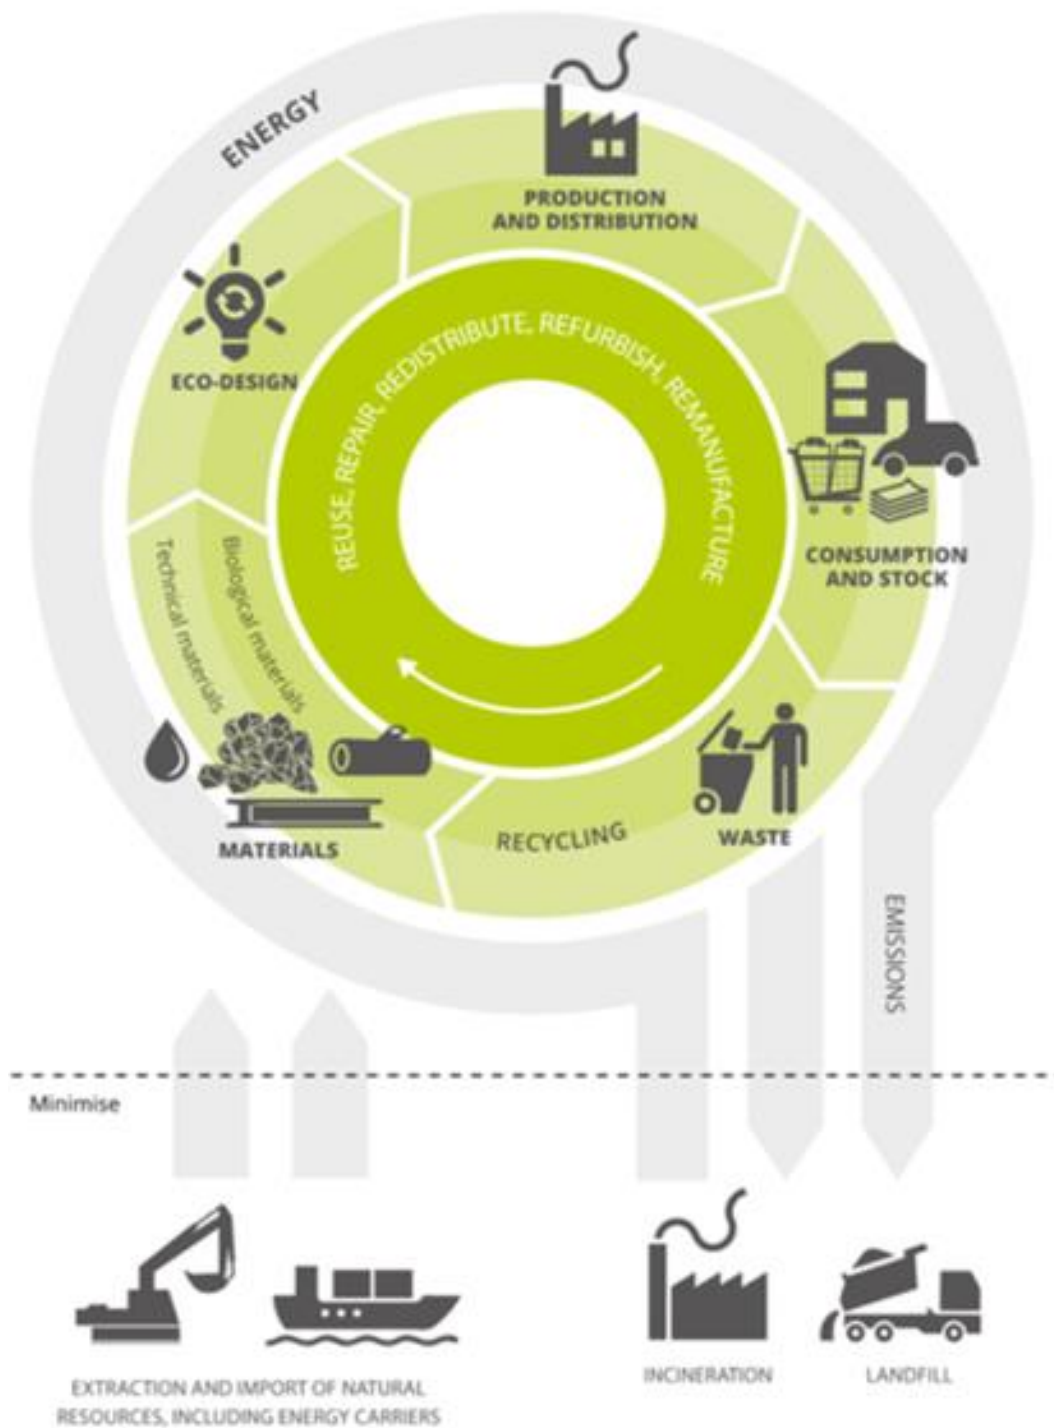 ENERGY
PRODUCTION
AND DISTRIBUTION
ECO-DESIGN
REUSE, REPAIR, REDISTRIBUTE, REFURBISH, REMANUFACTURE
CONSUMPTION
AND STOCK
Technical materials
Biological materials
MATERIALS
RECYCLING
WASTE
EMISSIONS
Minimise
EXTRACTION AND IMPORT OF NATURAL
RESOURCES, INCLUDING ENERGY CARRIERS
INCINERATION
LANDFILL